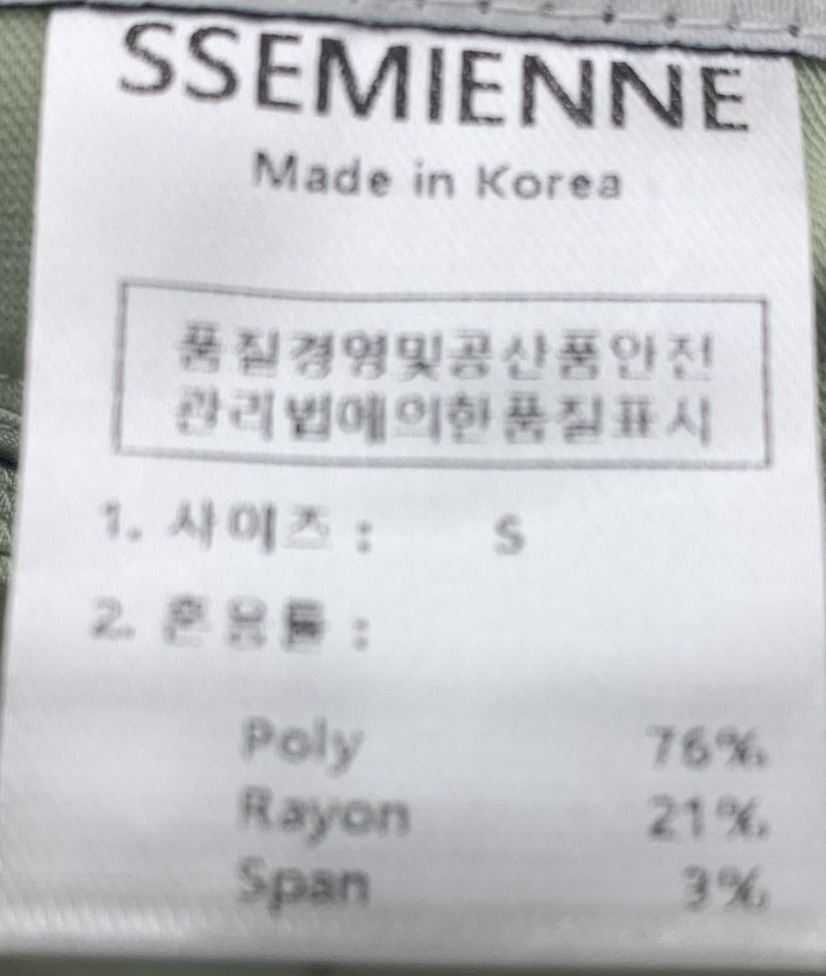 SSEMIENNE
Made in Korea
품질경영및공산품안전
관리법에의한품질표시
1. 사이즈 : S
2. 혼용률 :
Poly 76%
Rayon 21%
Span 3%